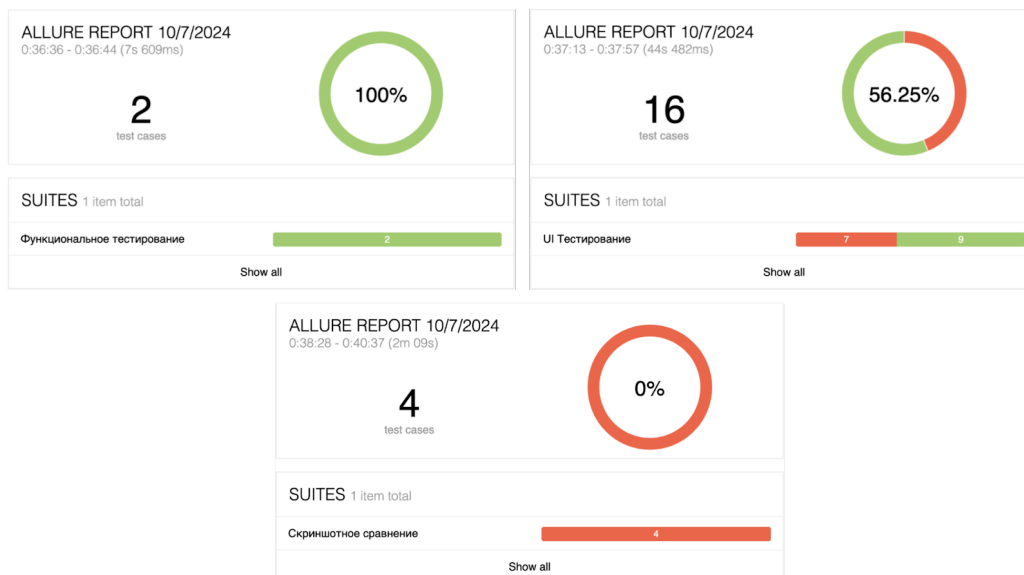 ALLURE REPORT 10/7/2024
0:36:36 - 0:36:44 (7s 609ms)
2
test cases
100%
SUITES 1 item total
Функциональное тестирование 2
Show all
ALLURE REPORT 10/7/2024
0:37:13 - 0:37:57 (44s 482ms)
16
test cases
56.25%
SUITES 1 item total
UI Тестирование 7 9
Show all
ALLURE REPORT 10/7/2024
0:38:28 - 0:40:37 (2m 09s)
4
test cases
0%
SUITES 1 item total
Скриншотное сравнение 4
Show all